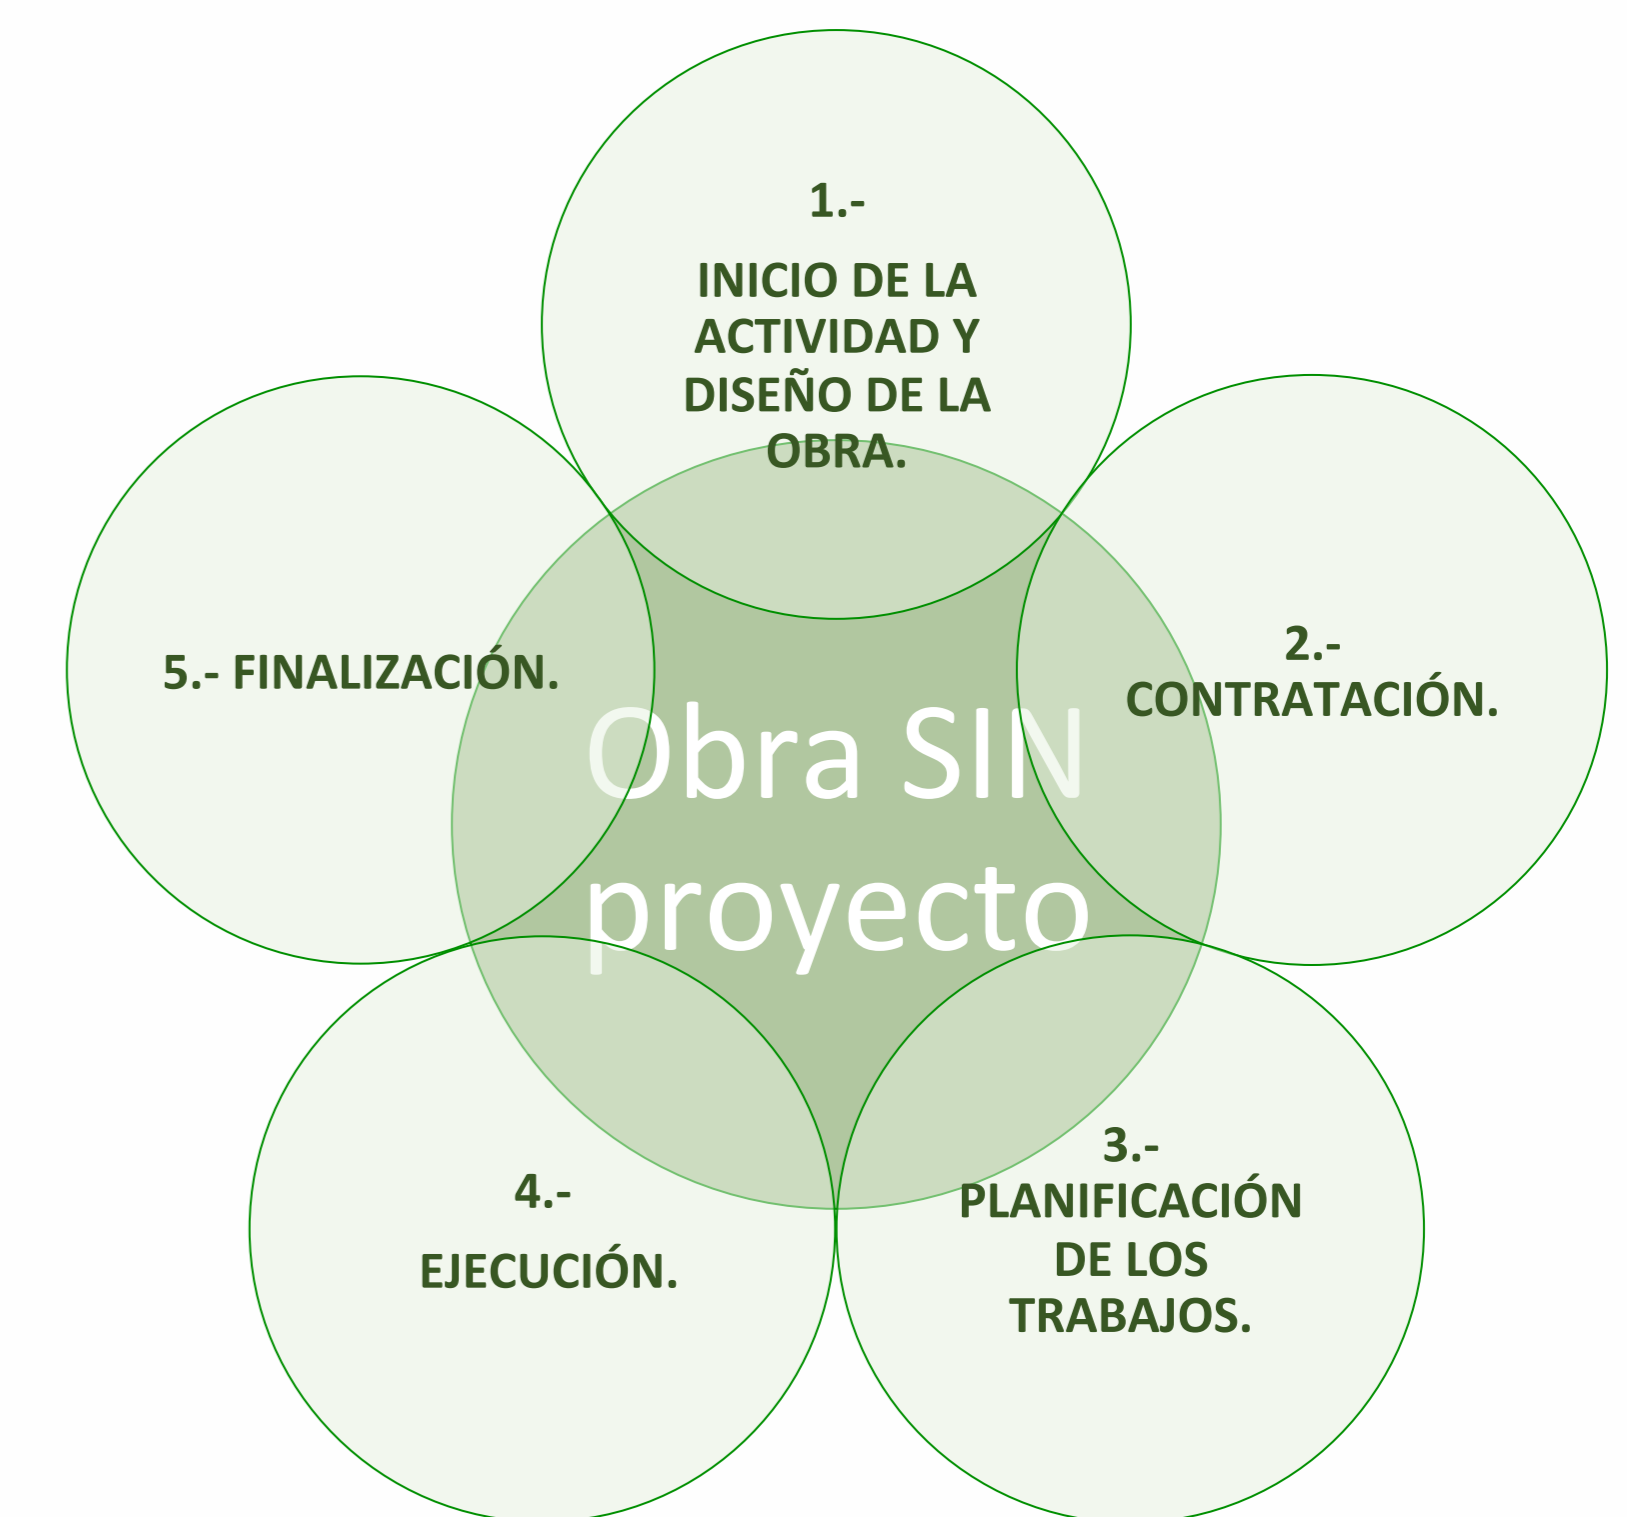 1.-
INICIO DE LA
ACTIVIDAD Y
DISEÑO DE LA
OBRA.
2.-
CONTRATACIÓN.
3.-
PLANIFICACIÓN
DE LOS
TRABAJOS.
4.-
EJECUCIÓN.
5.- FINALIZACIÓN.
Obra SIN
proyecto